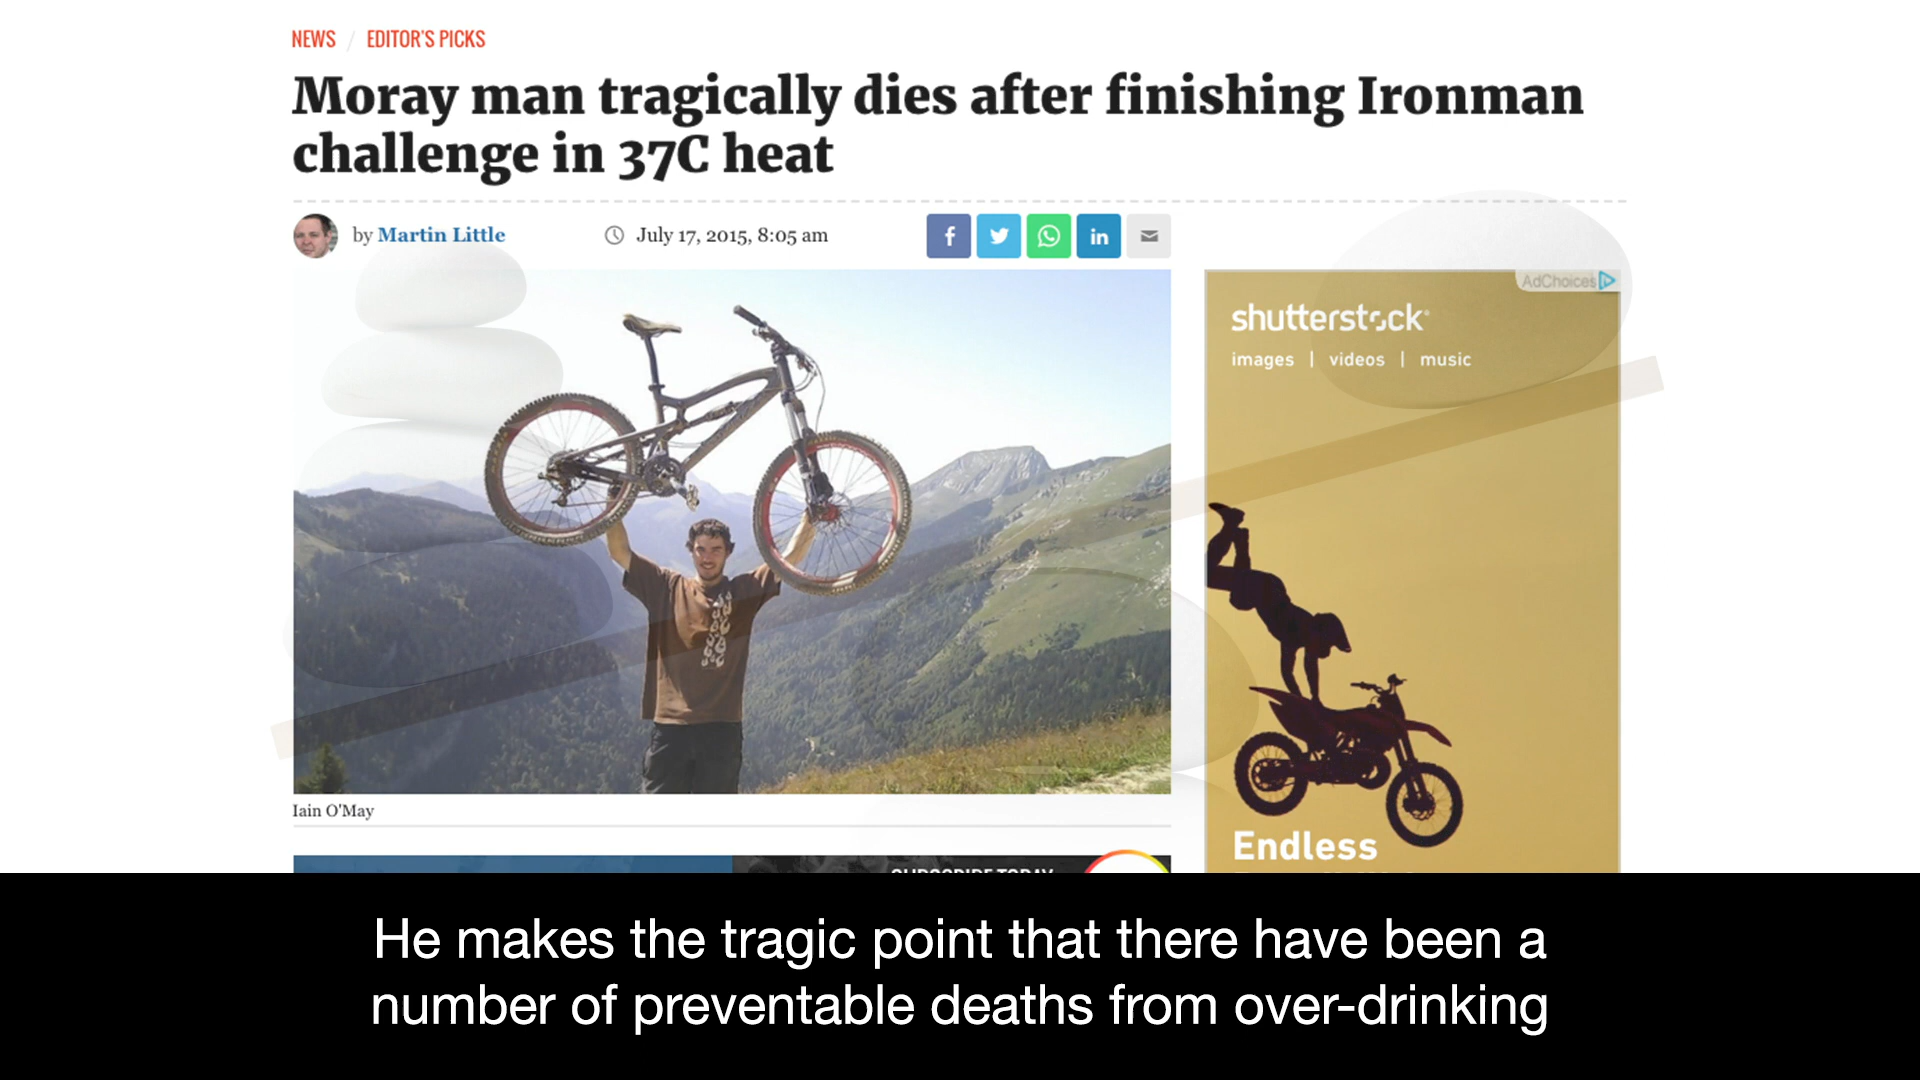 NEWS / EDITOR'S PICKS
Moray man tragically dies after finishing Ironman
challenge in 37C heat
by Martin Little
July 17, 2015, 8:05 am
AdChoices
shutterstock
images | videos | music
Iain O'May
Endless
SUBSCRIBE TODAY
He makes the tragic point that there have been a
number of preventable deaths from over-drinking